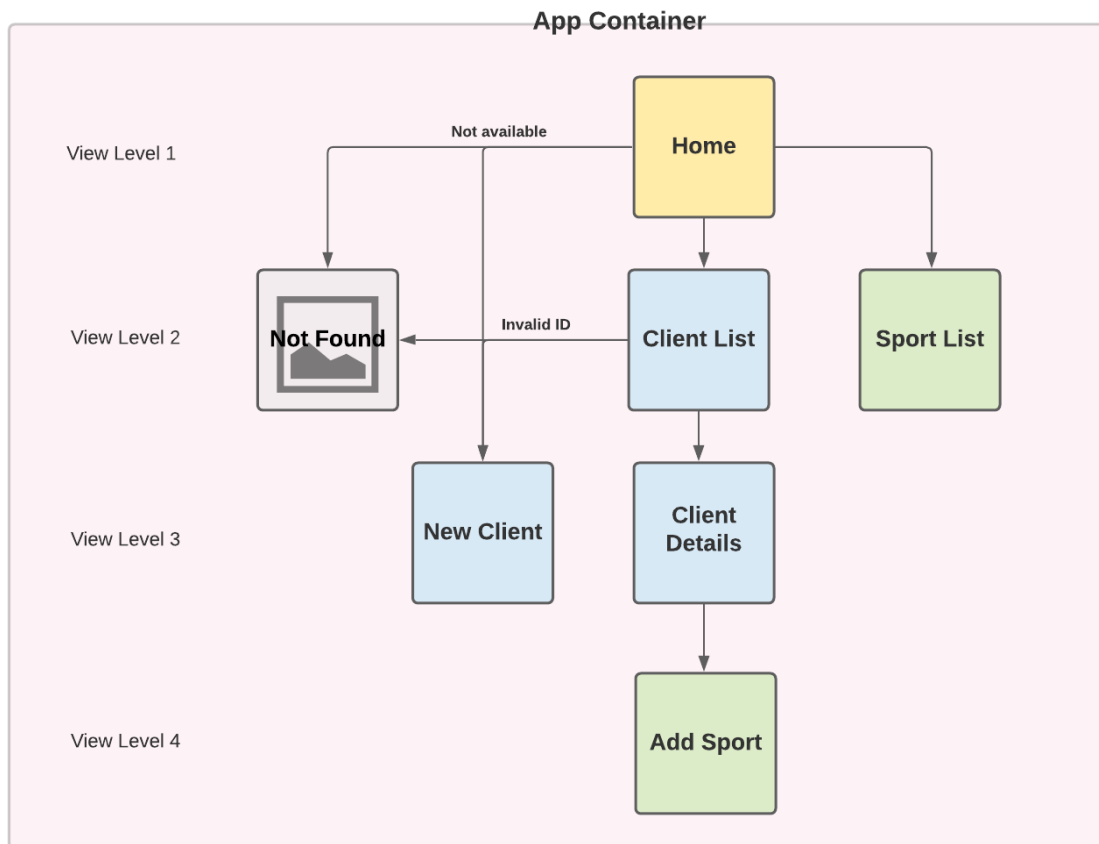 App Container
View Level 1
Not available
Home
View Level 2
Not Found
Invalid ID
Client List
Sport List
View Level 3
New Client
Client
Details
View Level 4
Add Sport